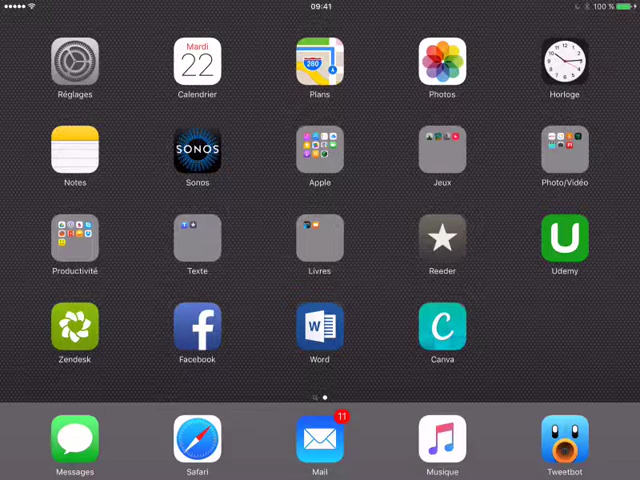 09:41
100 %
Mardi
22
280
Réglages
Calendrier
Plans
Photos
Horloge
SONOS
Notes
Sonos
Apple
Jeux
Photo/Vidéo
Productivité
Texte
Livres
Reeder
Udemy
Zendesk
Facebook
Word
Canva
11
Messages
Safari
Mail
Musique
Tweetbot